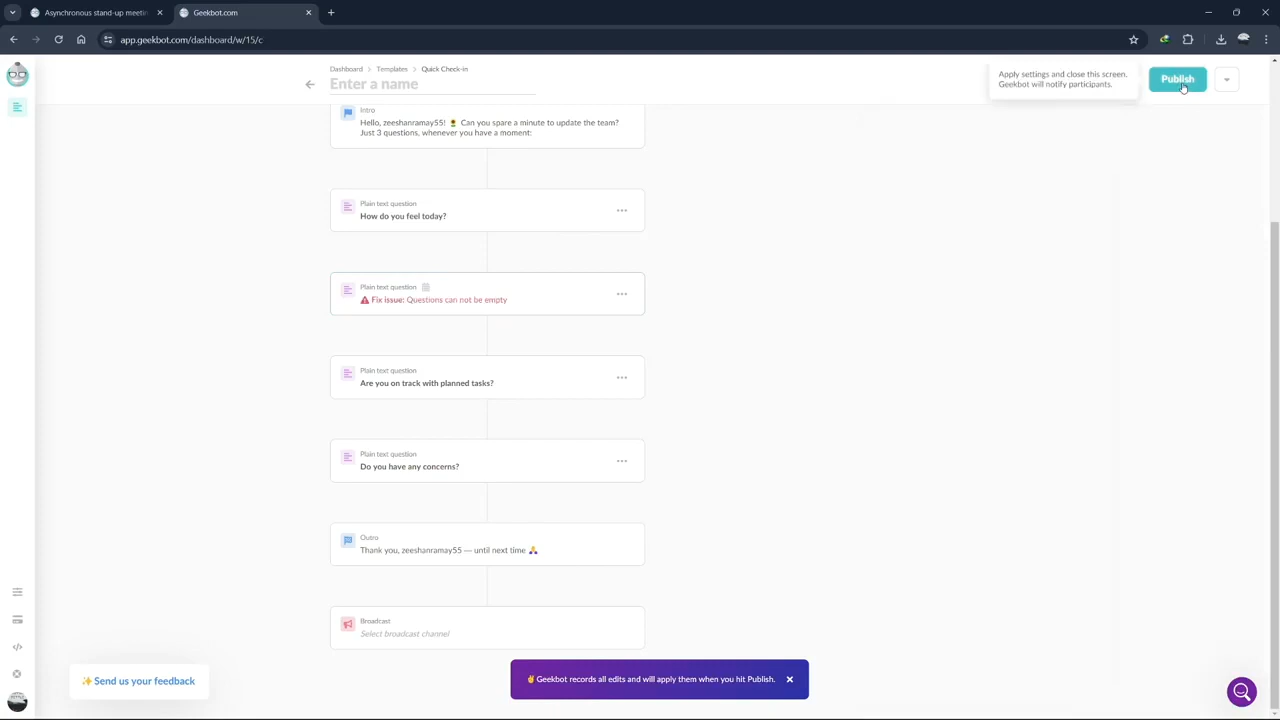 Asynchronous stand-up meetin
Geekbot.com
app.geekbot.com/dashboard/w/15/c
Dashboard > Templates > Quick Check-in
Enter a name
Apply settings and close this screen.
Geekbot will notify participants.
Publish
Intro
Hello, zeeshanramay55! 🌻 Can you spare a minute to update the team?
Just 3 questions, whenever you have a moment:
Plain text question
How do you feel today?
Plain text question
Fix issue: Questions can not be empty
Plain text question
Are you on track with planned tasks?
Plain text question
Do you have any concerns?
Outro
Thank you, zeeshanramay55 — until next time 🙏
Broadcast
Select broadcast channel
✨ Send us your feedback
✌ Geekbot records all edits and will apply them when you hit Publish.